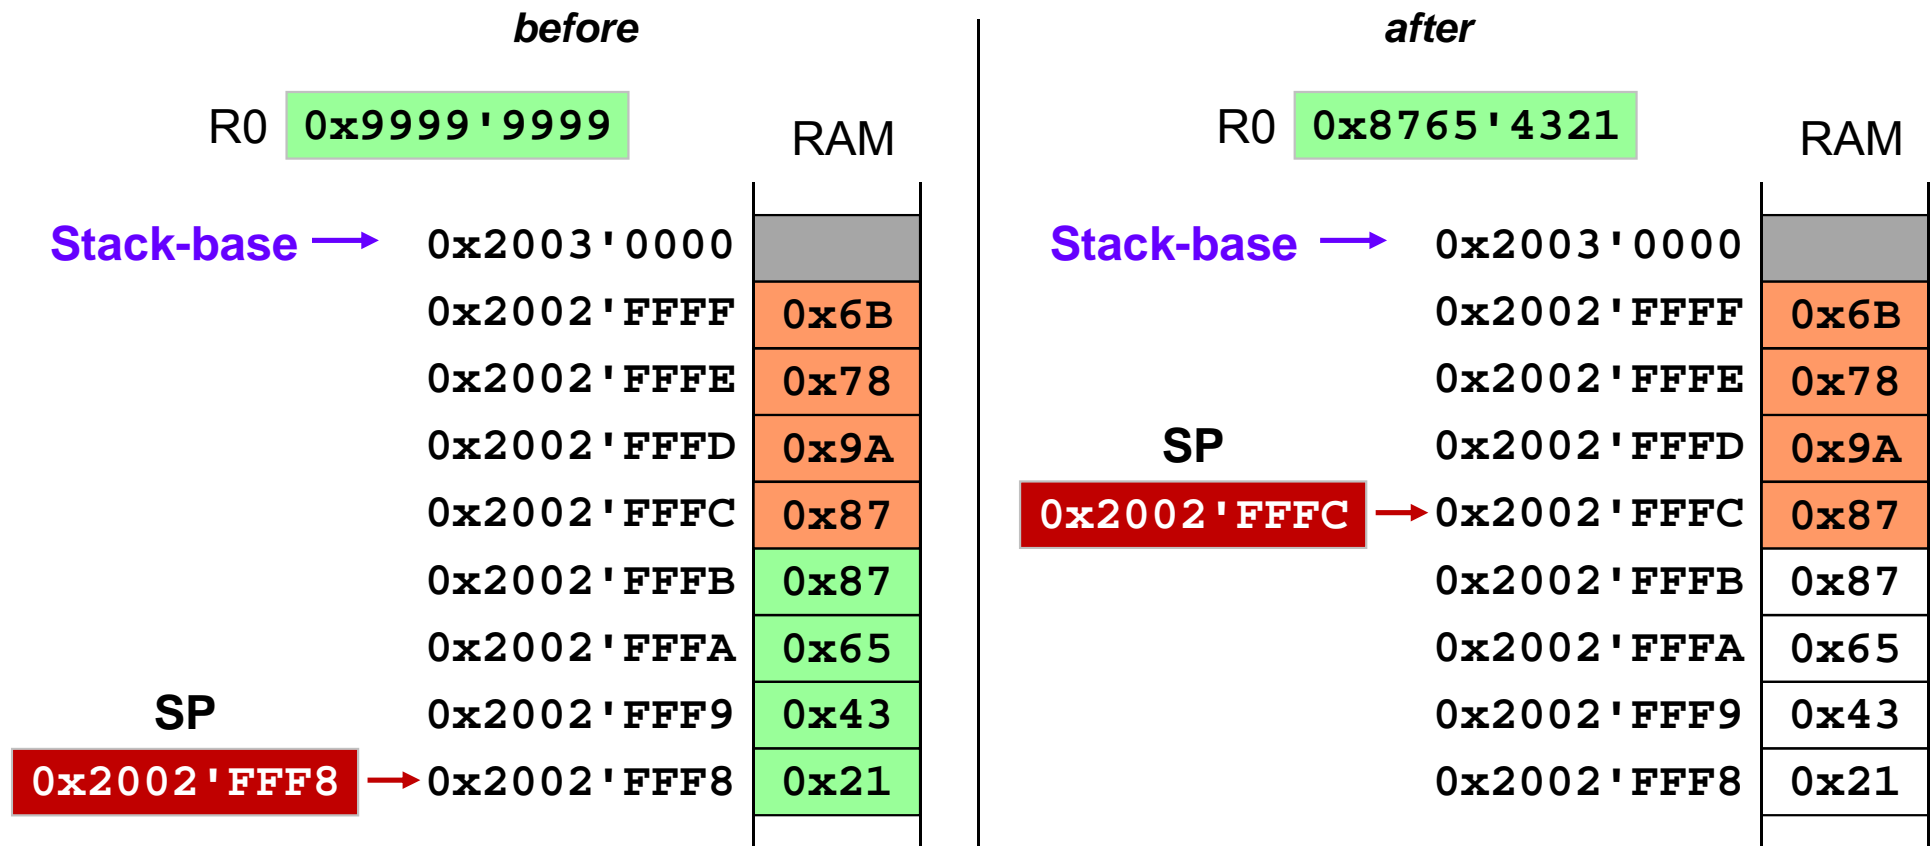 before
R0 0x9999'9999 RAM
Stack-base 0x2003'0000
0x2002'FFFF 0x6B
0x2002'FFFE 0x78
0x2002'FFFD 0x9A
0x2002'FFFC 0x87
0x2002'FFFB 0x87
0x2002'FFFA 0x65
SP 0x2002'FFF9 0x43
0x2002'FFF8 0x2002'FFF8 0x21
after
R0 0x8765'4321 RAM
Stack-base 0x2003'0000
0x2002'FFFF 0x6B
0x2002'FFFE 0x78
SP 0x2002'FFFD 0x9A
0x2002'FFFC 0x2002'FFFC 0x87
0x2002'FFFB 0x87
0x2002'FFFA 0x65
0x2002'FFF9 0x43
0x2002'FFF8 0x21